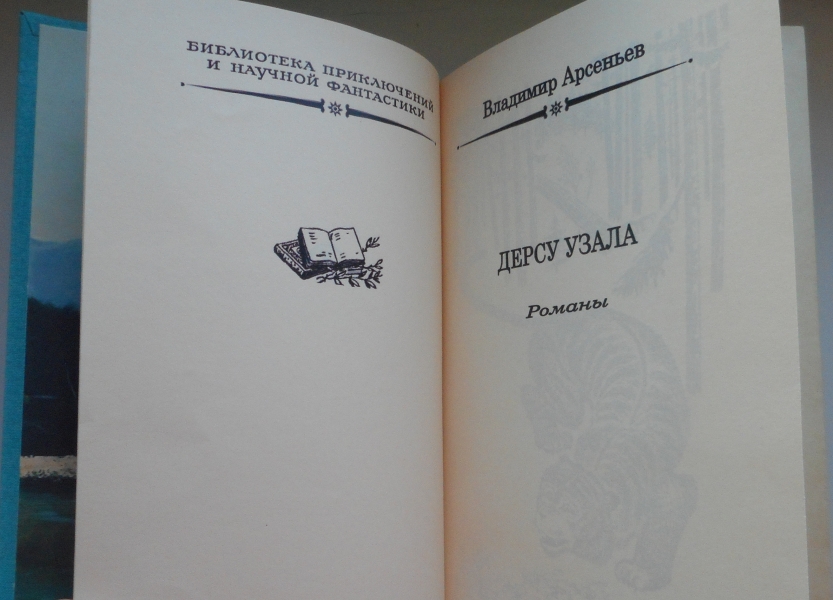 БИБЛИОТЕКА ПРИКЛЮЧЕНИЙ
И НАУЧНОЙ ФАНТАСТИКИ
Владимир Арсеньев
ДЕРСУ УЗАЛА
Романы